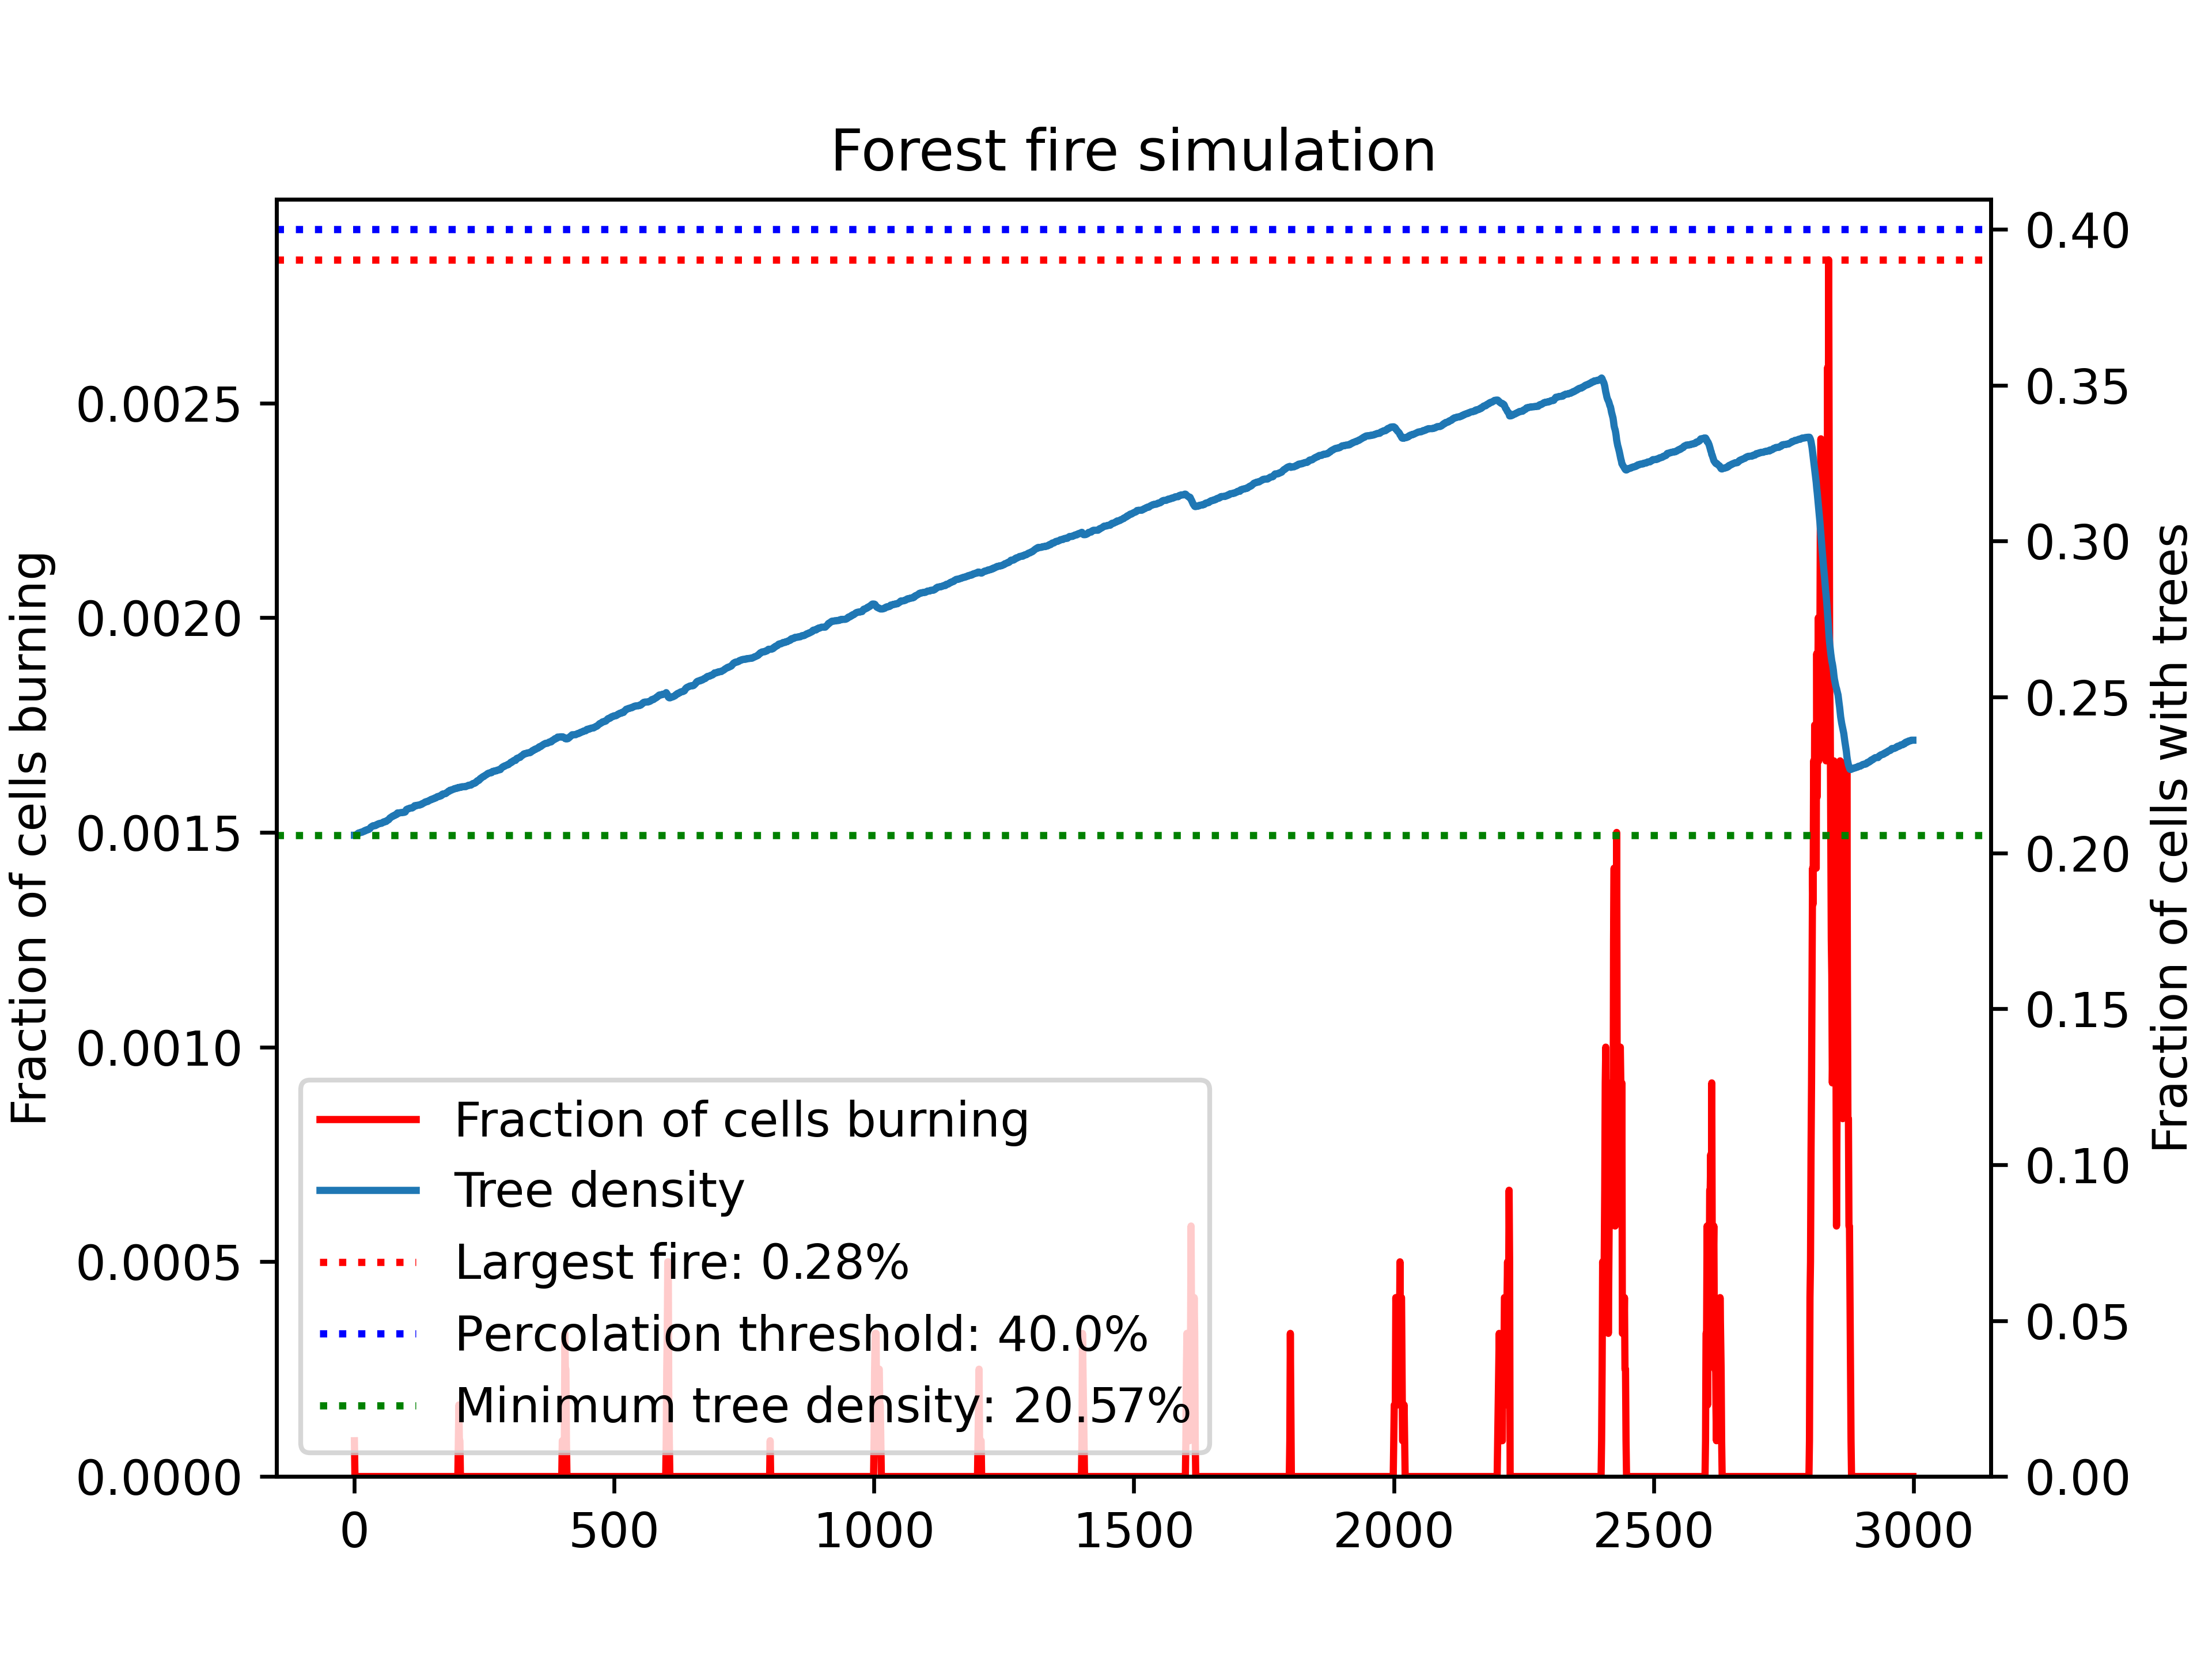 Forest fire simulation
0.40
0.35
0.30
0.25
0.20
0.15
0.10
0.05
0.00
Fraction of cells with trees
0.0025
0.0020
0.0015
0.0010
0.0005
0.0000
Fraction of cells burning
Fraction of cells burning
Tree density
Largest fire: 0.28%
Percolation threshold: 40.0%
Minimum tree density: 20.57%
0 500 1000 1500 2000 2500 3000